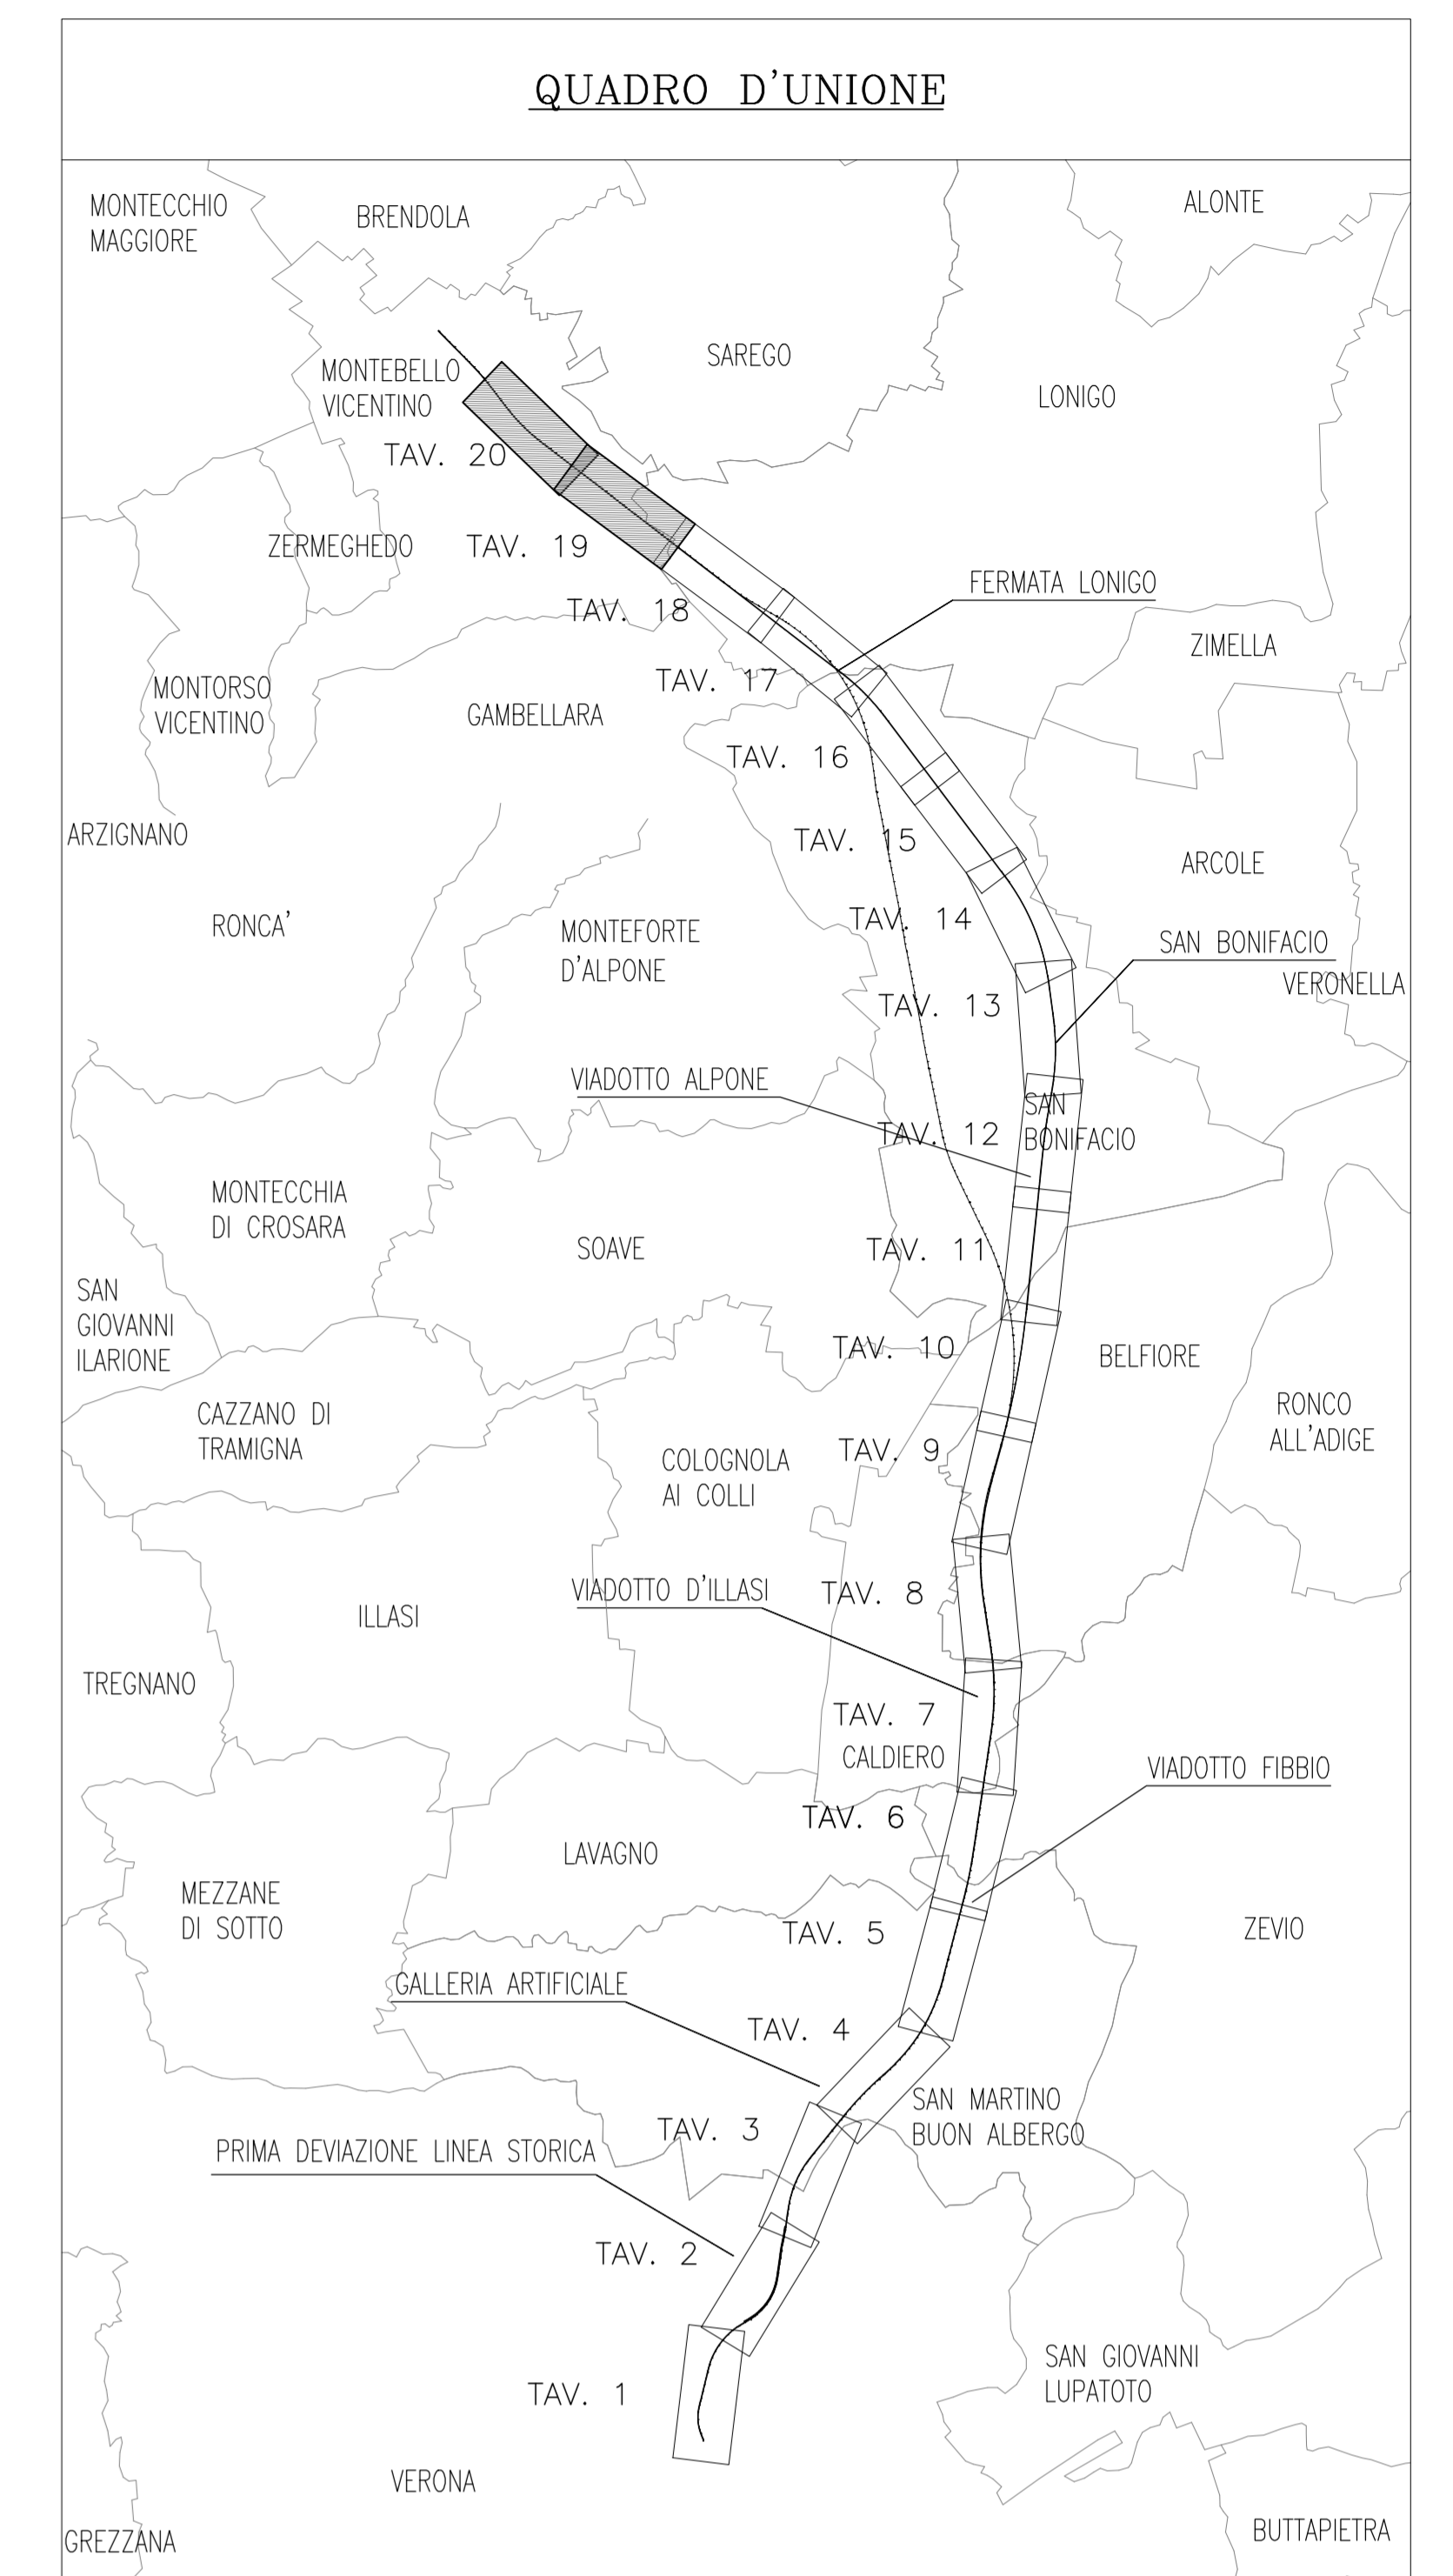 QUADRO D'UNIONE
MONTECCHIO
MAGGIORE
BRENDOLA
ALONTE
SAREGO
MONTEBELLO
VICENTINO
LONIGO
TAV. 20
ZERMEGHEDO
TAV. 19
FERMATA LONIGO
TAV. 18
ZIMELLA
TAV. 17
MONTORSO
VICENTINO
GAMBELLARA
TAV. 16
ARZIGNANO
TAV. 15
ARCOLE
RONCA'
TAV. 14
MONTEFORTE
D'ALPONE
SAN BONIFACIO
VERONELLA
TAV. 13
VIADOTTO ALPONE
SAN
BONIFACIO
TAV. 12
MONTECCHIA
DI CROSARA
SOAVE
TAV. 11
SAN
GIOVANNI
ILARIONE
TAV. 10
BELFIORE
CAZZANO DI
TRAMIGNA
RONCO
ALL'ADIGE
TAV. 9
COLOGNOLA
AI COLLI
VIADOTTO D'ILLASI
TAV. 8
ILLASI
TREGNANO
TAV. 7
CALDIERO
VIADOTTO FIBBIO
TAV. 6
LAVAGNO
MEZZANE
DI SOTTO
TAV. 5
ZEVIO
GALLERIA ARTIFICIALE
TAV. 4
SAN MARTINO
BUON ALBERGO
TAV. 3
PRIMA DEVIAZIONE LINEA STORICA
TAV. 2
SAN GIOVANNI
LUPATOTO
TAV. 1
VERONA
GREZZANA
BUTTAPIETRA